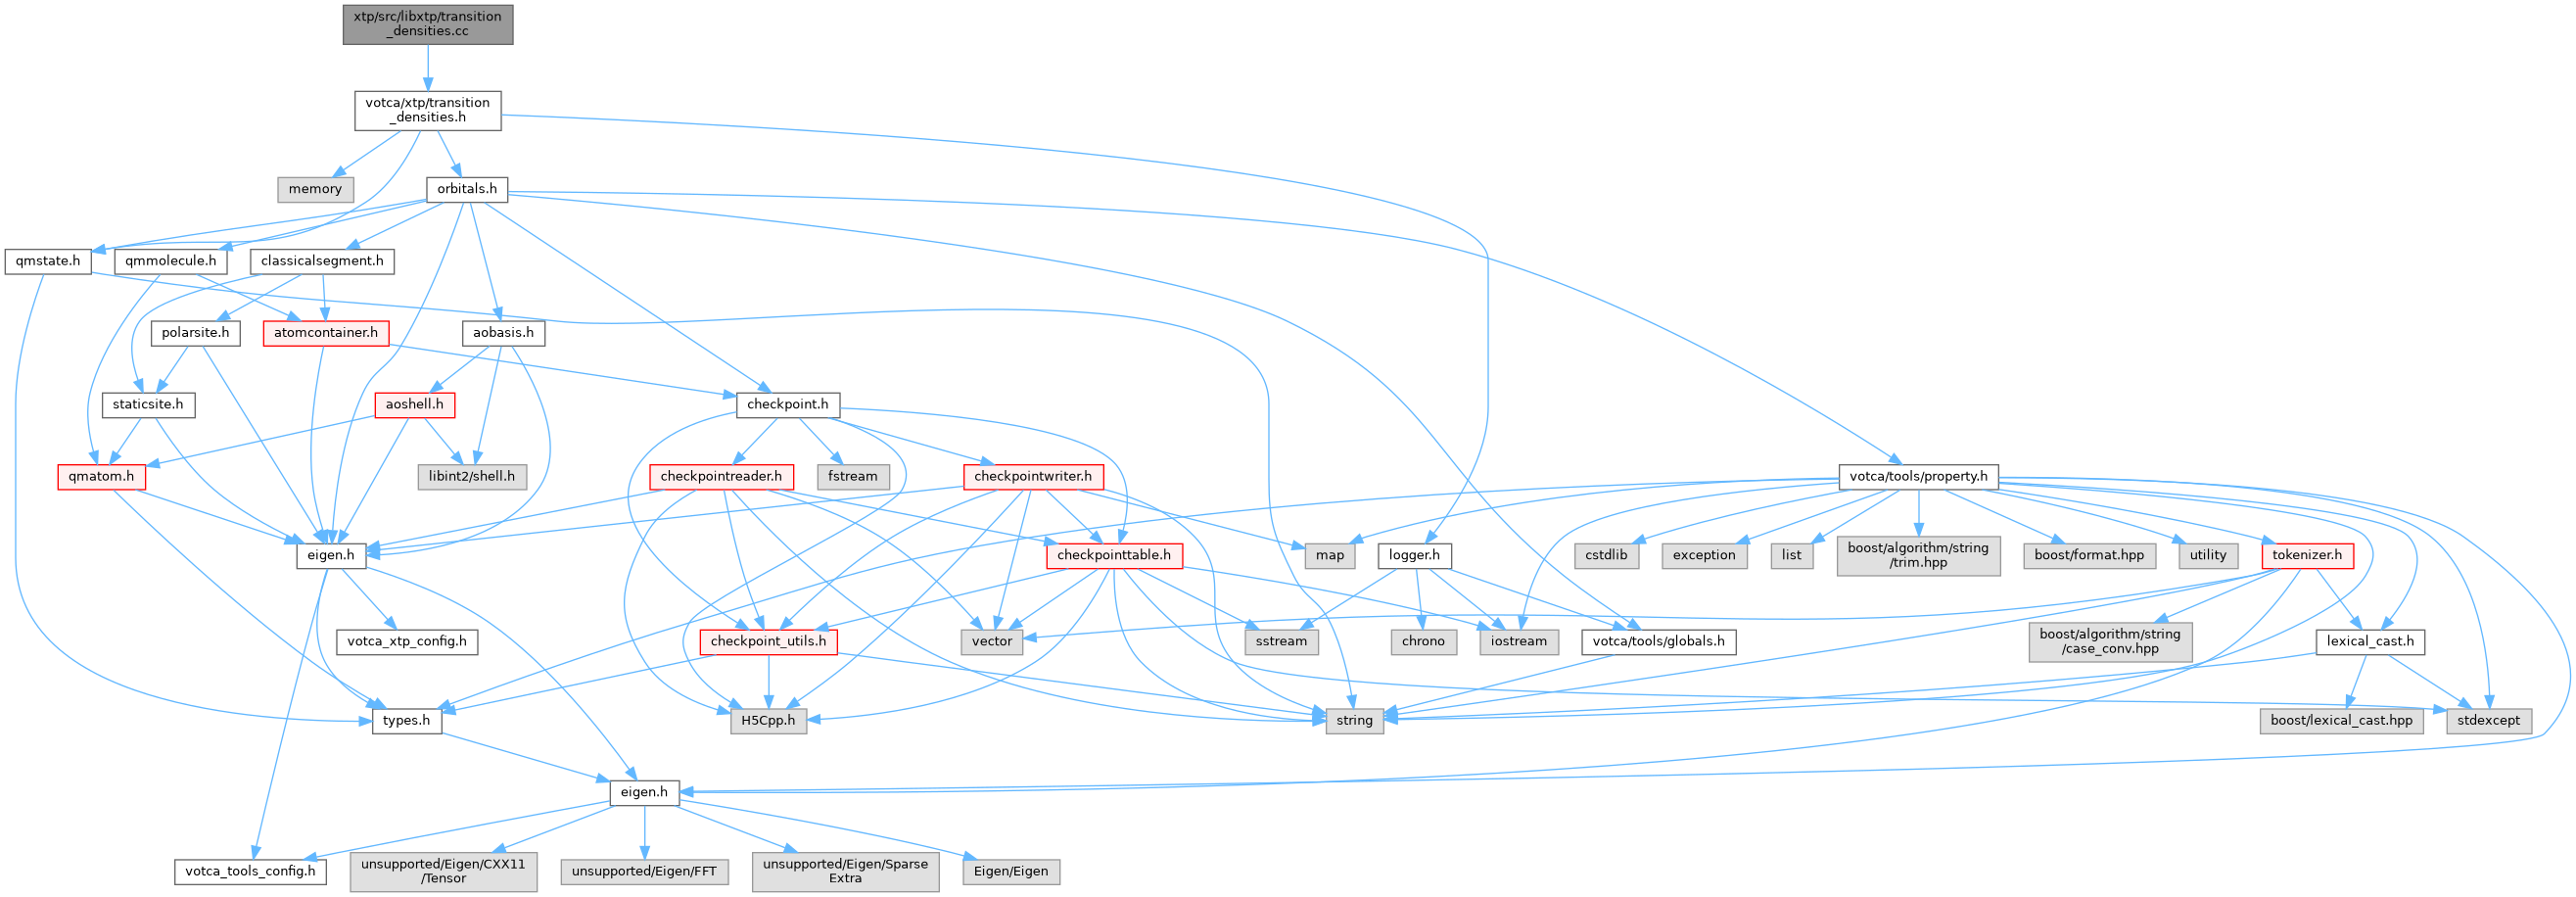 xtp/src/libxtp/transition
_densities.cc
votca/xtp/transition
_densities.h
memory
orbitals.h
qmstate.h
qmmolecule.h
classicalsegment.h
polarsite.h
atomcontainer.h
aobasis.h
staticsite.h
aoshell.h
checkpoint.h
qmatom.h
libint2/shell.h
checkpointreader.h
fstream
checkpointwriter.h
votca/tools/property.h
eigen.h
checkpointtable.h
map
logger.h
cstdlib
exception
list
boost/algorithm/string
/trim.hpp
boost/format.hpp
utility
tokenizer.h
votca_xtp_config.h
checkpoint_utils.h
vector
sstream
chrono
iostream
votca/tools/globals.h
boost/algorithm/string
/case_conv.hpp
lexical_cast.h
types.h
H5Cpp.h
string
boost/lexical_cast.hpp
stdexcept
eigen.h
votca_tools_config.h
unsupported/Eigen/CXX11
/Tensor
unsupported/Eigen/FFT
unsupported/Eigen/Sparse
Extra
Eigen/Eigen